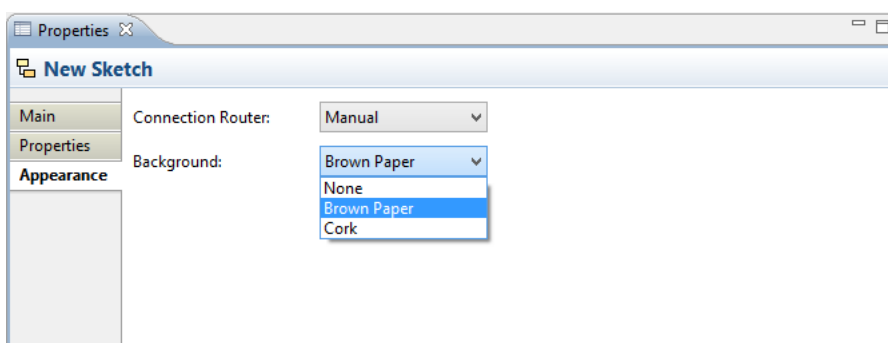 Properties
New Sketch
Main
Properties
Appearance
Connection Router:
Manual
Background:
Brown Paper
None
Brown Paper
Cork